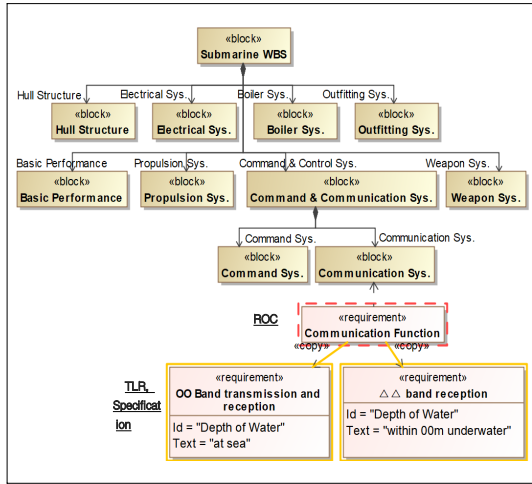 «block»
Submarine WBS
Hull Structure
Electrical Sys.
Boiler Sys.
Outfitting Sys.
«block»
Hull Structure
«block»
Electrical Sys.
«block»
Boiler Sys.
«block»
Outfitting Sys.
Basic Performance
Propulsion Sys.
Command & Control Sys.
Weapon Sys.
«block»
Basic Performance
«block»
Propulsion Sys.
«block»
Command & Communication Sys.
«block»
Weapon Sys.
Command Sys.
Communication Sys.
«block»
Command Sys.
«block»
Communication Sys.
ROC
«requirement»
Communication Function
«copy»
«copy»
TLR,
Specificat
ion
«requirement»
OO Band transmission and
reception
Id = "Depth of Water"
Text = "at sea"
«requirement»
△△ band reception
Id = "Depth of Water"
Text = "within 00m underwater"